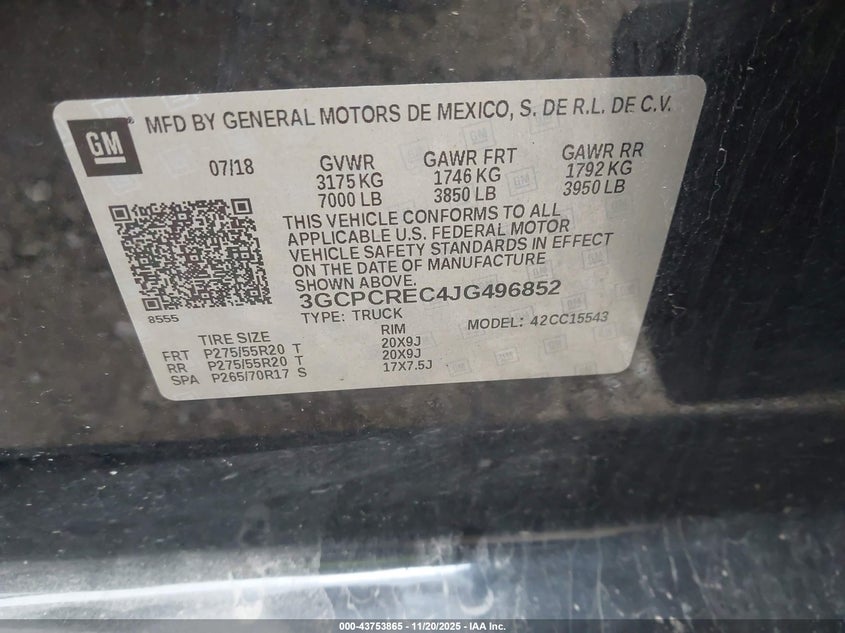 GM
MFD BY GENERAL MOTORS DE MEXICO, S. DE R.L. DE C.V.
07/18 GVWR GAWR FRT GAWR RR
3175 KG 1746 KG 1792 KG
7000 LB 3850 LB 3950 LB
THIS VEHICLE CONFORMS TO ALL
APPLICABLE U.S. FEDERAL MOTOR
VEHICLE SAFETY STANDARDS IN EFFECT
ON THE DATE OF MANUFACTURE
SHOWN ABOVE.
3GCPCREC4JG496852
8555
TYPE: TRUCK MODEL: 42CC15543
TIRE SIZE RIM
FRT P275/55R20 T 20X9J
RR P275/55R20 T 20X9J
SPA P265/70R17 S 17X7.5J
000-43753865 - 11/20/2025 - IAA Inc.